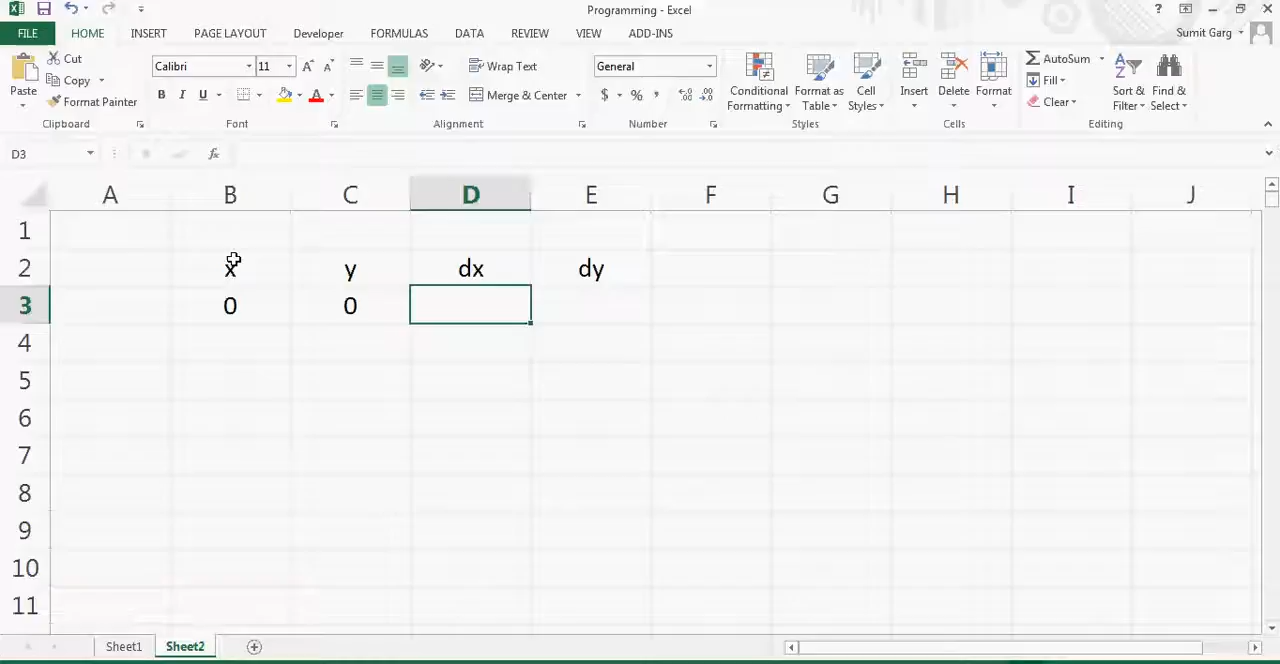 Programming - Excel
?
FILE
HOME
INSERT
PAGE LAYOUT
Developer
FORMULAS
DATA
REVIEW
VIEW
ADD-INS
Sumit Garg
Paste
Cut
Copy
Format Painter
Clipboard
Calibri
11
B I U
Font
Wrap Text
Merge & Center
Alignment
General
$ % ,
Number
Conditional
Formatting
Format as
Table
Cell
Styles
Styles
Insert
Delete
Format
Cells
AutoSum
Fill
Clear
Sort &
Filter
Find &
Select
Editing
D3
fx
A B C D E F G H I J
1
2 x y dx dy
3 0 0
4
5
6
7
8
9
10
11
Sheet1
Sheet2